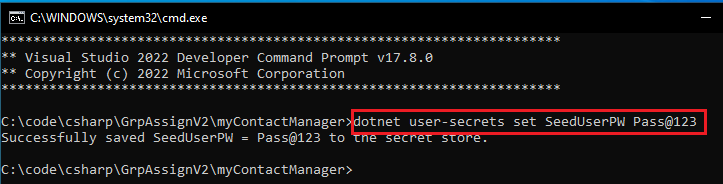 C:\WINDOWS\system32\cmd.exe
**********************************************************************
** Visual Studio 2022 Developer Command Prompt v17.8.0
** Copyright (c) 2022 Microsoft Corporation
**********************************************************************
C:\code\csharp\GrpAssignV2\myContactManager>dotnet user-secrets set SeedUserPW Pass@123
Successfully saved SeedUserPW = Pass@123 to the secret store.
C:\code\csharp\GrpAssignV2\myContactManager>